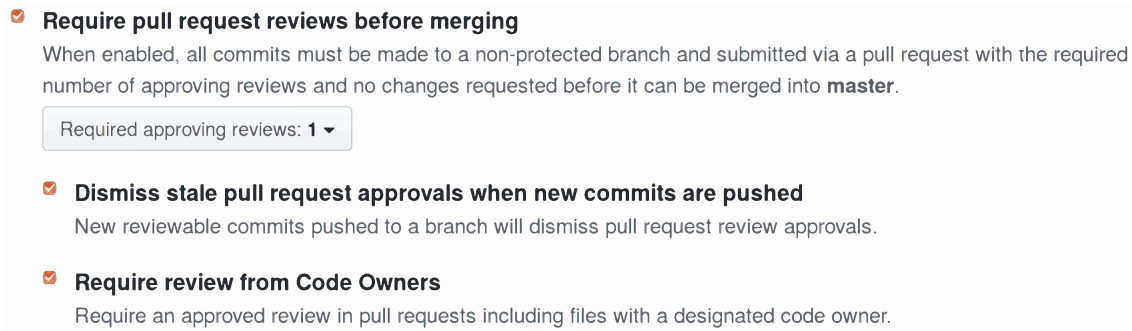 Require pull request reviews before merging
When enabled, all commits must be made to a non-protected branch and submitted via a pull request with the required
number of approving reviews and no changes requested before it can be merged into master.
Required approving reviews: 1
Dismiss stale pull request approvals when new commits are pushed
New reviewable commits pushed to a branch will dismiss pull request review approvals.
Require review from Code Owners
Require an approved review in pull requests including files with a designated code owner.